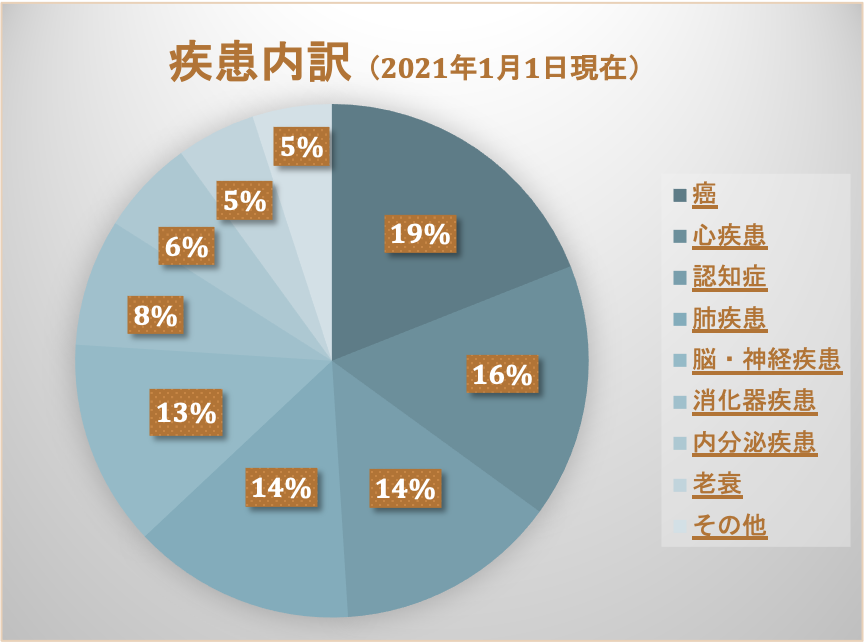 疾患内訳（2021年1月1日現在）
19%
16%
14%
14%
13%
8%
6%
5%
5%
癌
心疾患
認知症
肺疾患
脳・神経疾患
消化器疾患
内分泌疾患
老衰
その他